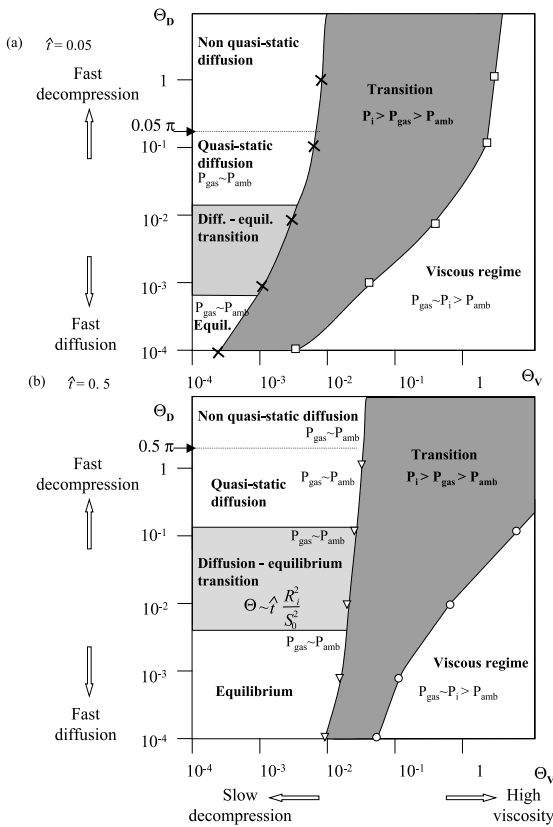 (a) t̂ = 0.05
Θ_D
Fast
decompression
Fast
diffusion
1
0.05 π
10⁻¹
10⁻²
10⁻³
10⁻⁴
Non quasi-static
diffusion
Quasi-static
diffusion
P_gas~P_amb
Diff. - equil.
transition
P_gas~P_amb
Equil.
Transition
P_i > P_gas > P_amb
Viscous regime
P_gas~P_i > P_amb
10⁻⁴ 10⁻³ 10⁻² 10⁻¹ 1 Θ_V
(b) t̂ = 0. 5
Θ_D
Fast
decompression
Fast
diffusion
0.5 π
1
10⁻¹
10⁻²
10⁻³
10⁻⁴
Non quasi-static diffusion
P_gas~P_amb
P_gas~P_amb
Quasi-static
diffusion
P_gas~P_amb
Diffusion - equilibrium
transition
Θ ~ t̂ R_i²/S_0²
P_gas~P_amb
Equilibrium
Transition
P_i > P_gas > P_amb
Viscous regime
P_gas~P_i > P_amb
10⁻⁴ 10⁻³ 10⁻² 10⁻¹ 1 Θ_V
Slow
decompression
High
viscosity